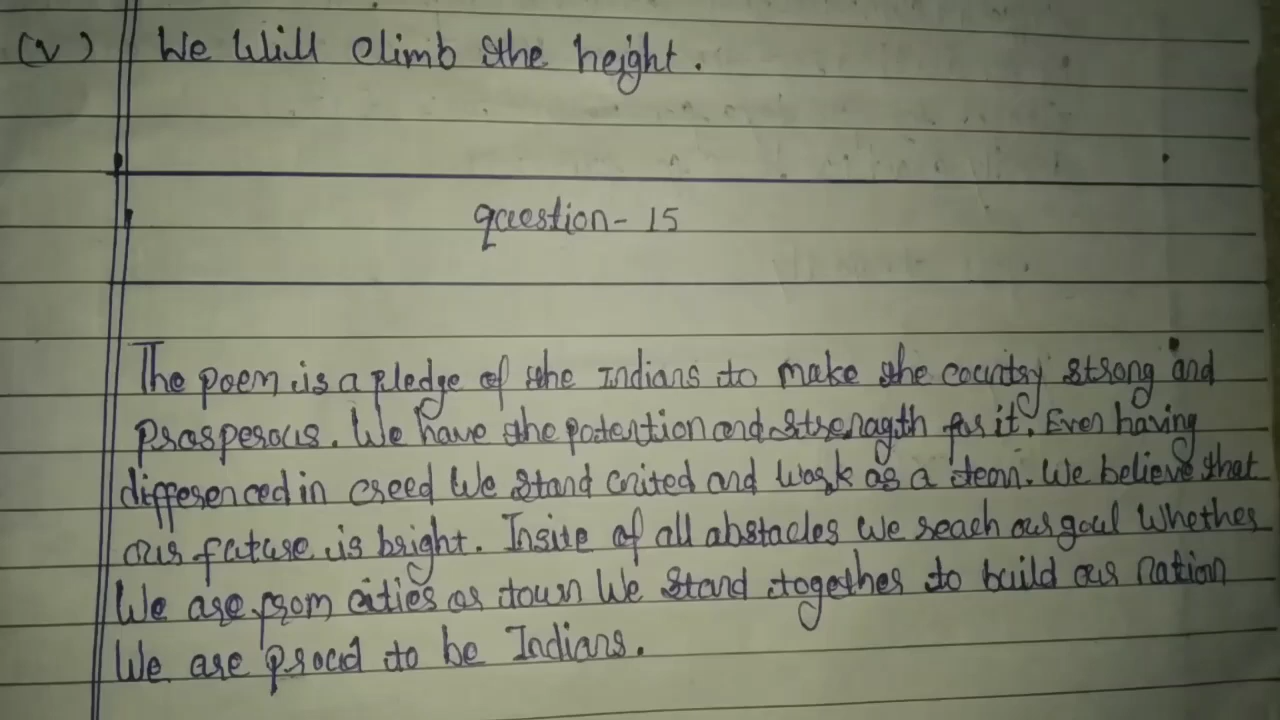 (V) We will climb the height.
question - 15
The poem is a pledge of the Indians to make the country strong and
prosperous. We have the potention and strenagth for it. Even having
differenced in creed we stand united and work as a team. We believe that
our future is bright. Insite of all abstacles we reach our goal whether
We are from cities or town We stand together to build our nation
We are proud to be Indians.